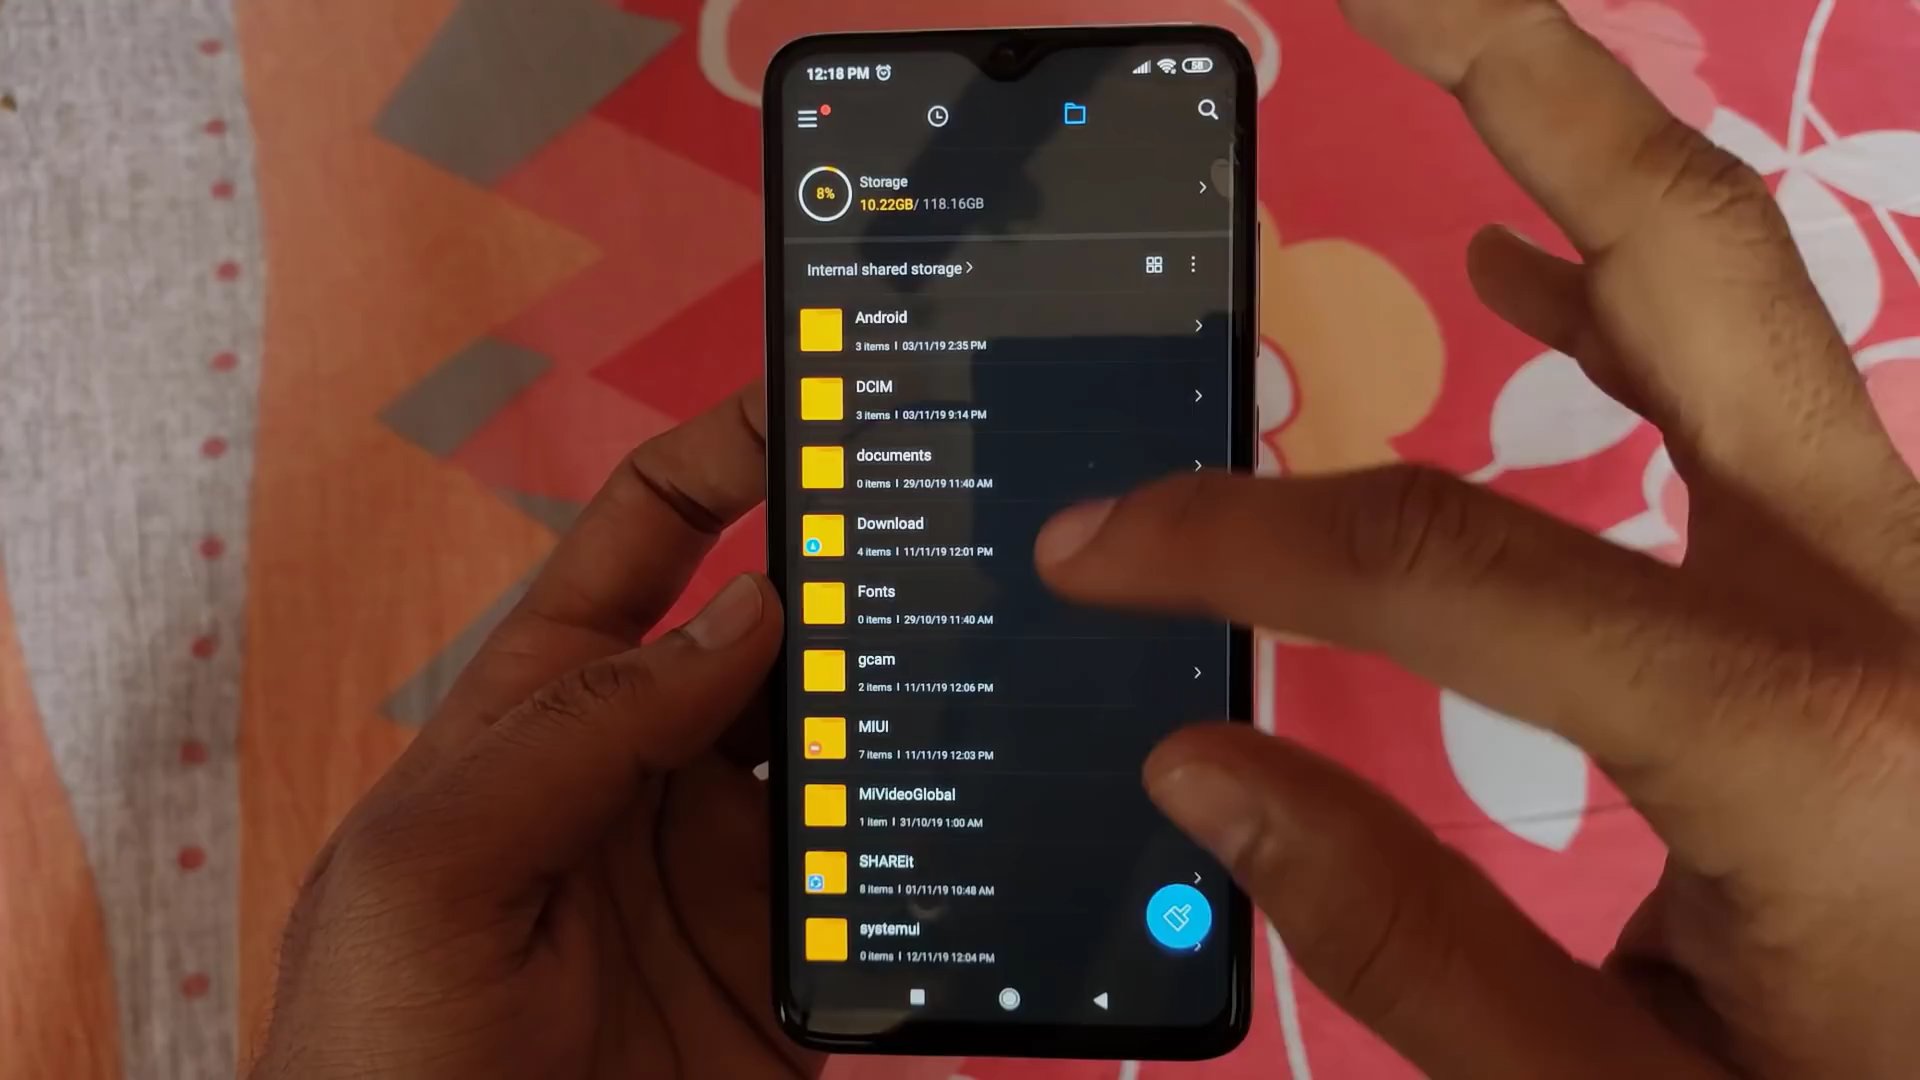 12:18 PM
58
8%
Storage
10.22GB/ 118.16GB
Internal shared storage
Android
3 items | 03/11/19 2:35 PM
DCIM
3 items | 03/11/19 9:14 PM
documents
0 items | 29/10/19 11:40 AM
Download
4 items | 11/11/19 12:01 PM
Fonts
0 items | 29/10/19 11:40 AM
gcam
2 items | 11/11/19 12:06 PM
MIUI
7 items | 11/11/19 12:03 PM
MiVideoGlobal
1 item | 31/10/19 1:00 AM
SHAREit
8 items | 01/11/19 10:48 AM
systemui
0 items | 12/11/19 12:04 PM